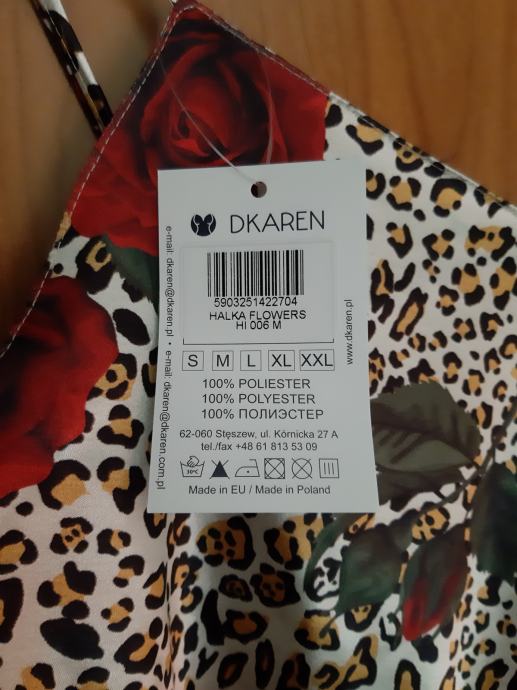 DKAREN
5903251422704
HALKA FLOWERS
HI 006 M
S M L XL XXL
100% POLIESTER
100% POLYESTER
100% ПОЛИЭСТЕР
62-060 Stęszew, ul. Kórnicka 27 A
tel./fax +48 61 813 53 09
30°C
Made in EU / Made in Poland
e-mail: dkaren@dkaren.pl • e-mail: dkaren@dkaren.com.pl
www.dkaren.pl